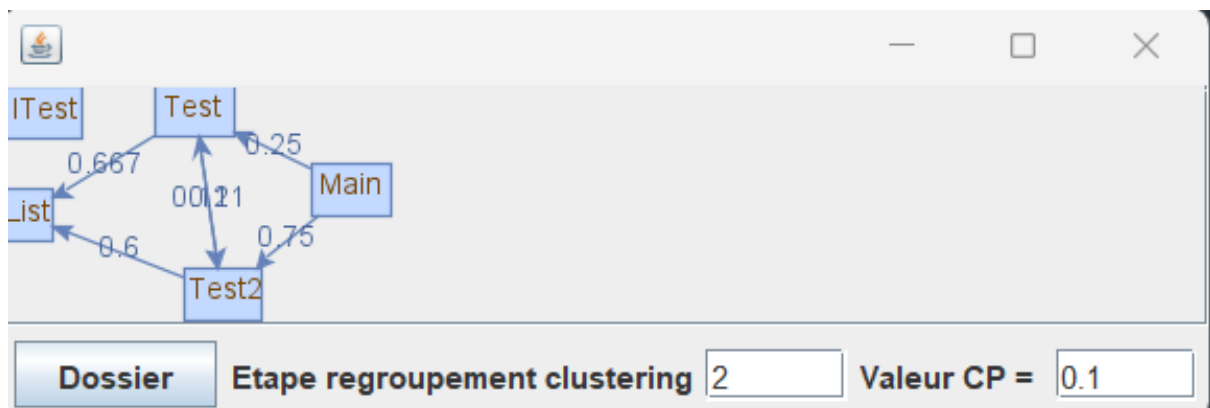 ITest
Test
0.25
0.667
Main
List
0.75
0.6
Test2
Dossier Etape regroupement clustering 2 Valeur CP = 0.1